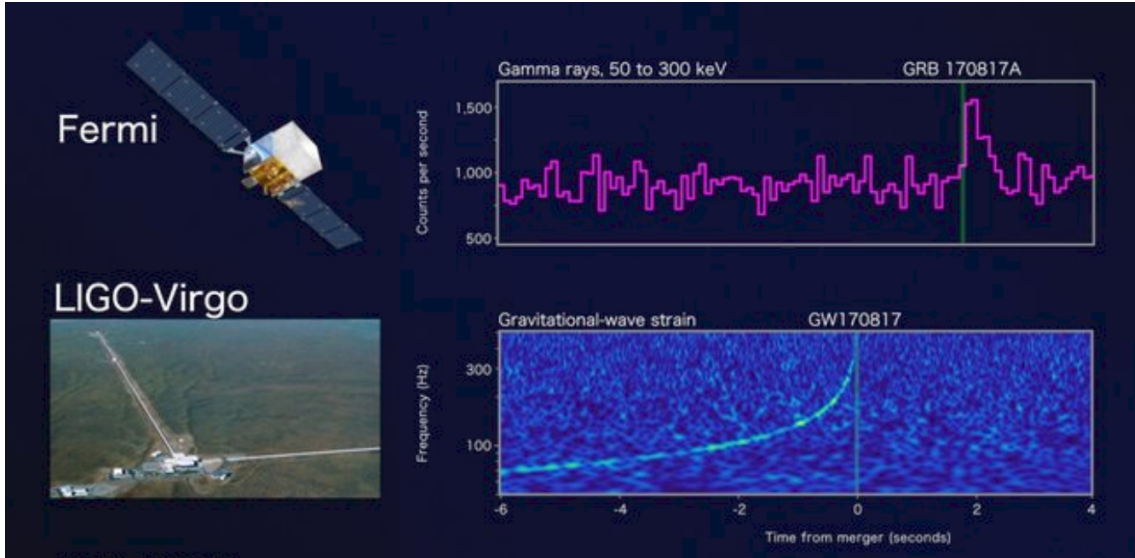 Fermi
Gamma rays, 50 to 300 keV
GRB 170817A
Counts per second
1,500
1,000
500
LIGO-Virgo
Gravitational-wave strain
GW170817
Frequency (Hz)
300
100
-6 -4 -2 0 2 4
Time from merger (seconds)